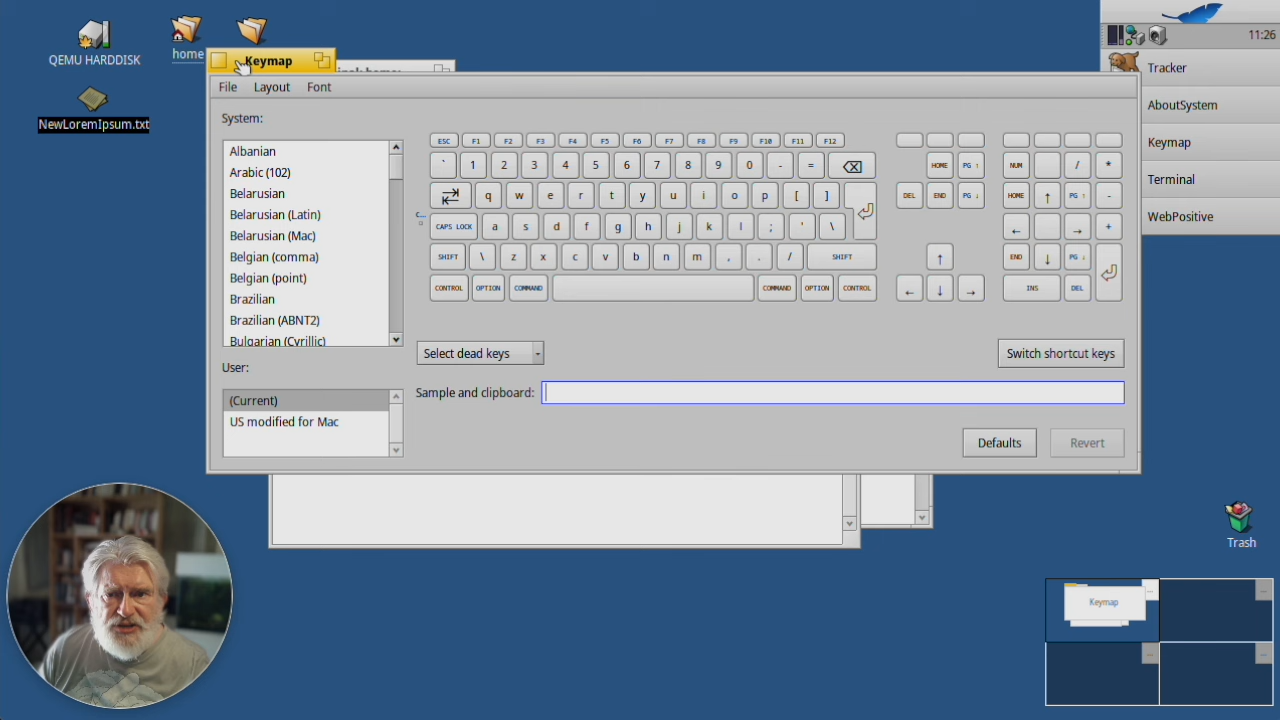 QEMU HARDDISK
home
NewLoremIpsum.txt
Keymap
File Layout Font
System:
Albanian
Arabic (102)
Belarusian
Belarusian (Latin)
Belarusian (Mac)
Belgian (comma)
Belgian (point)
Brazilian
Brazilian (ABNT2)
Bulgarian (Cyrillic)
User:
(Current)
US modified for Mac
ESC F1 F2 F3 F4 F5 F6 F7 F8 F9 F10 F11 F12
` 1 2 3 4 5 6 7 8 9 0 - = HOME PG ↑ NUM / *
q w e r t y u i o p [ ] DEL END PG ↓ HOME ↑ PG ↑ -
CAPS LOCK a s d f g h j k l ; ' \ ← → +
SHIFT \ z x c v b n m , . / SHIFT ↑ END ↓ PG ↓
CONTROL OPTION COMMAND COMMAND OPTION CONTROL ← ↓ → INS DEL
Select dead keys
Switch shortcut keys
Sample and clipboard:
Defaults Revert
11:26
Tracker
AboutSystem
Keymap
Terminal
WebPositive
Trash
Keymap